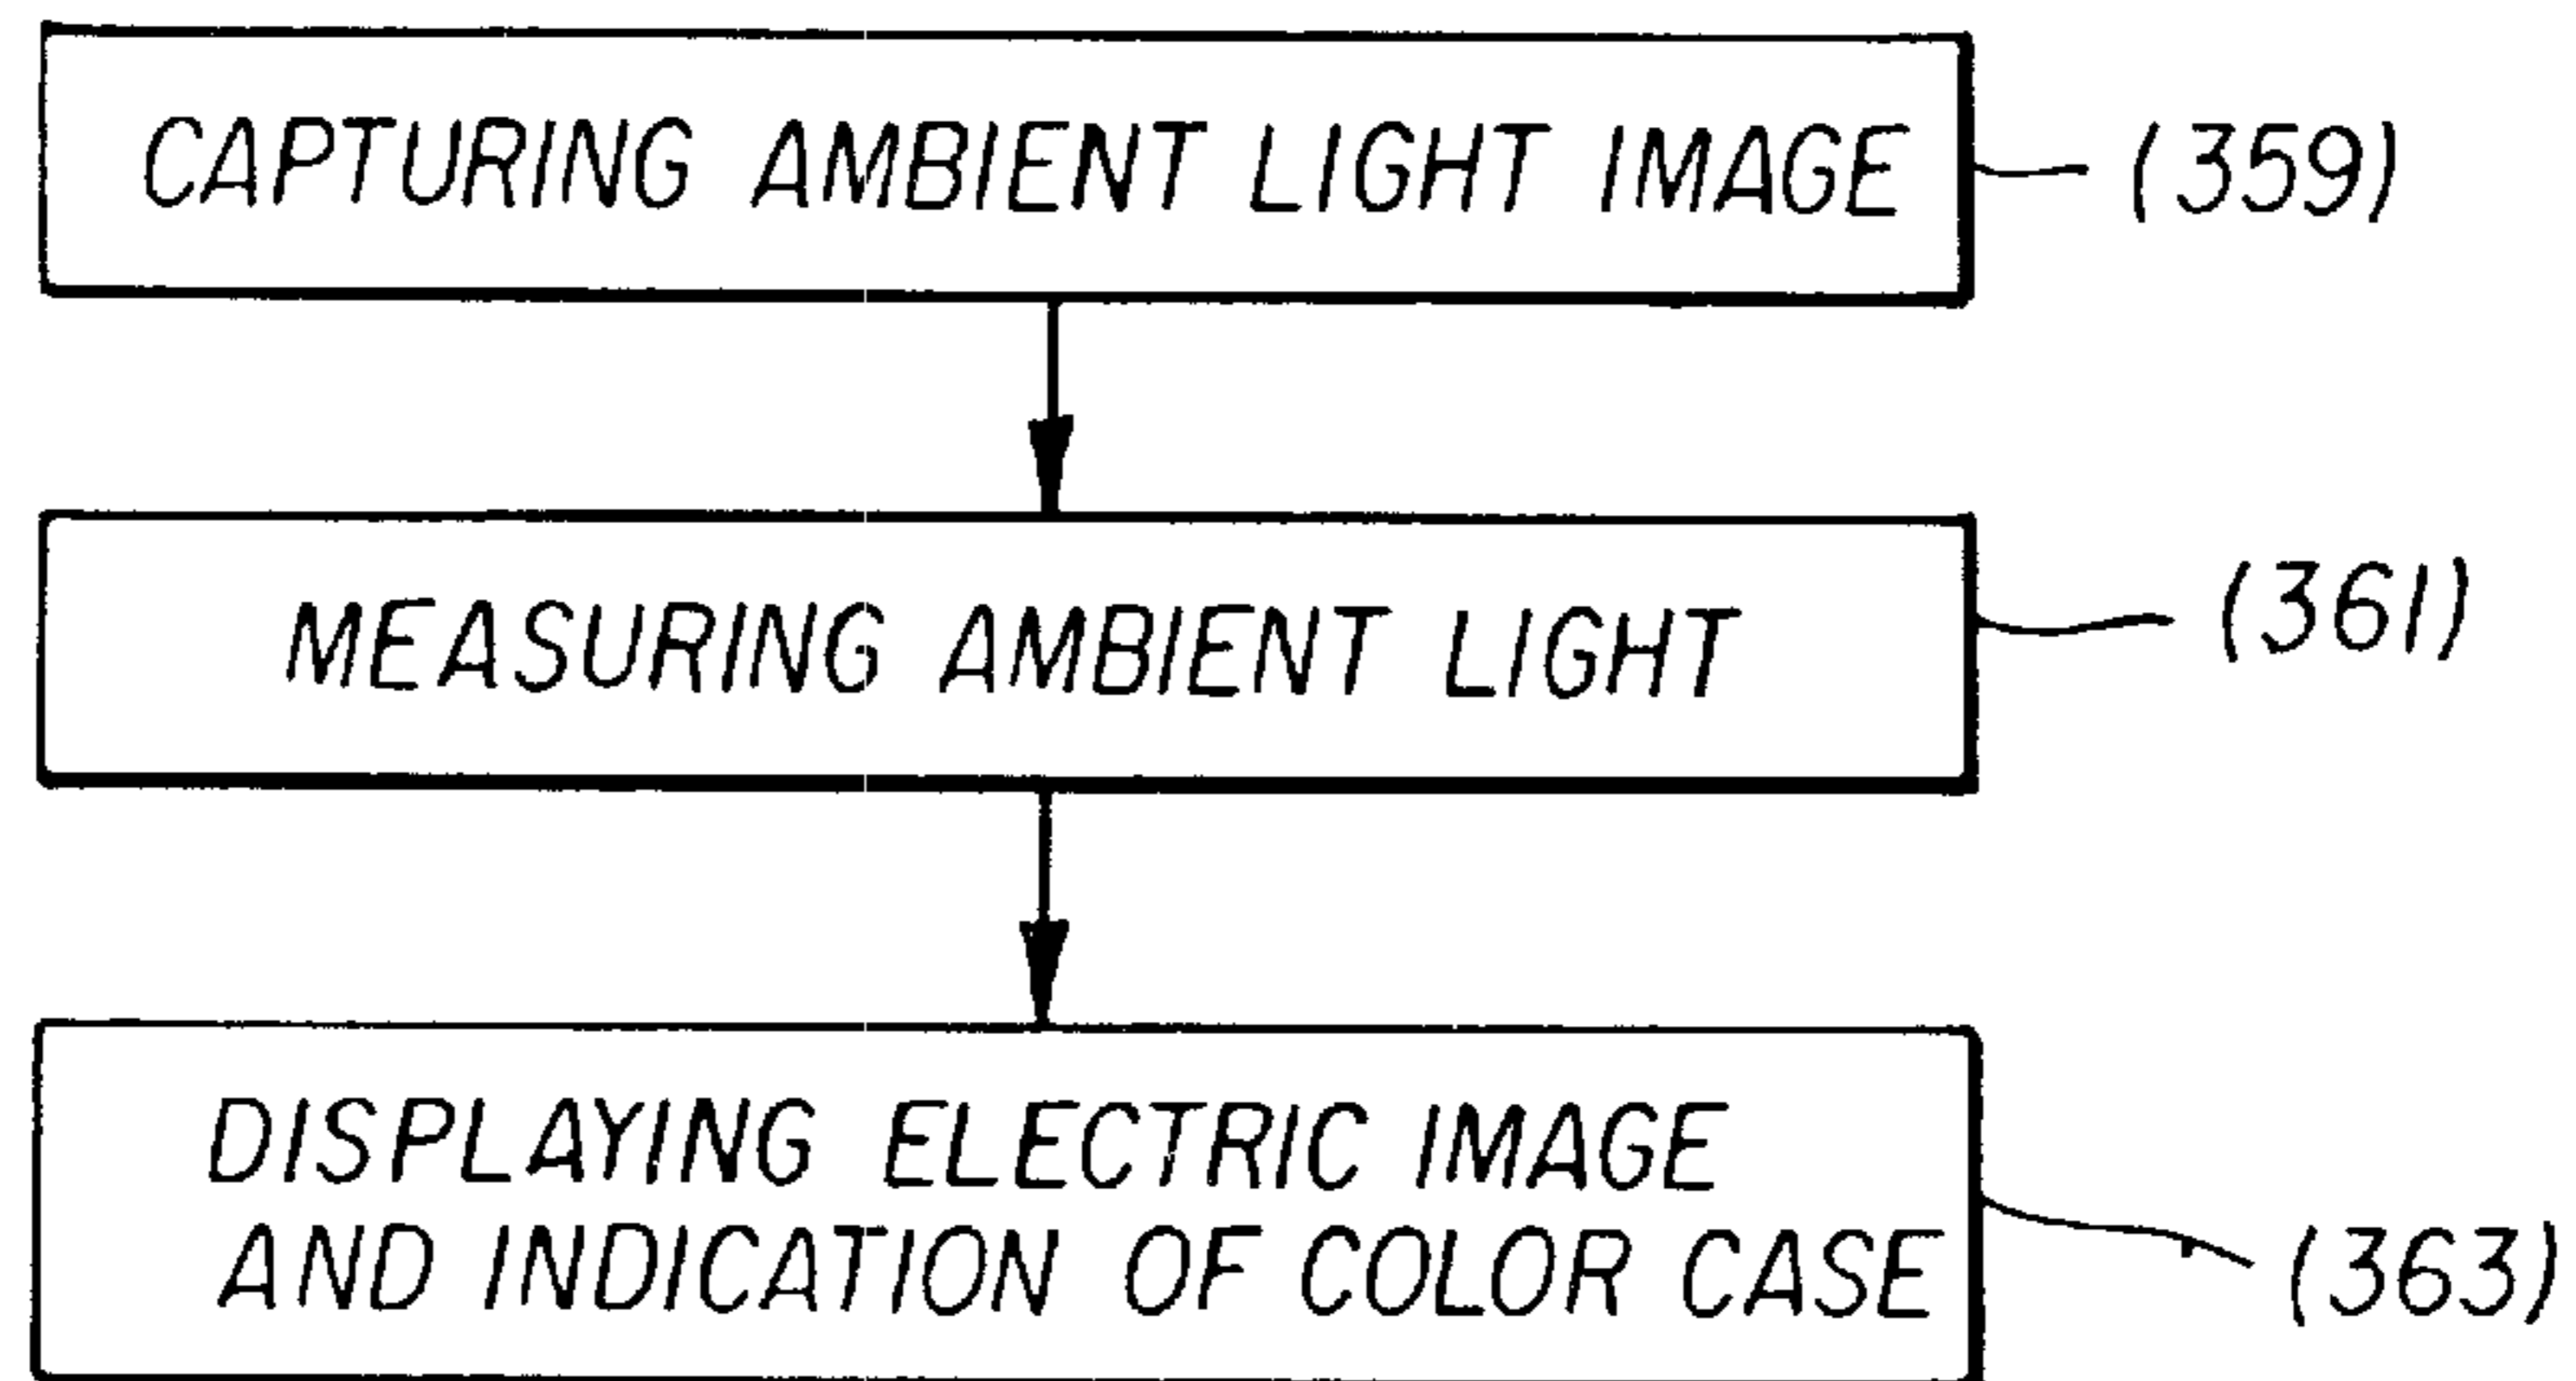 CAPTURING AMBIENT LIGHT IMAGE (359)
MEASURING AMBIENT LIGHT (361)
DISPLAYING ELECTRIC IMAGE
AND INDICATION OF COLOR CASE (363)